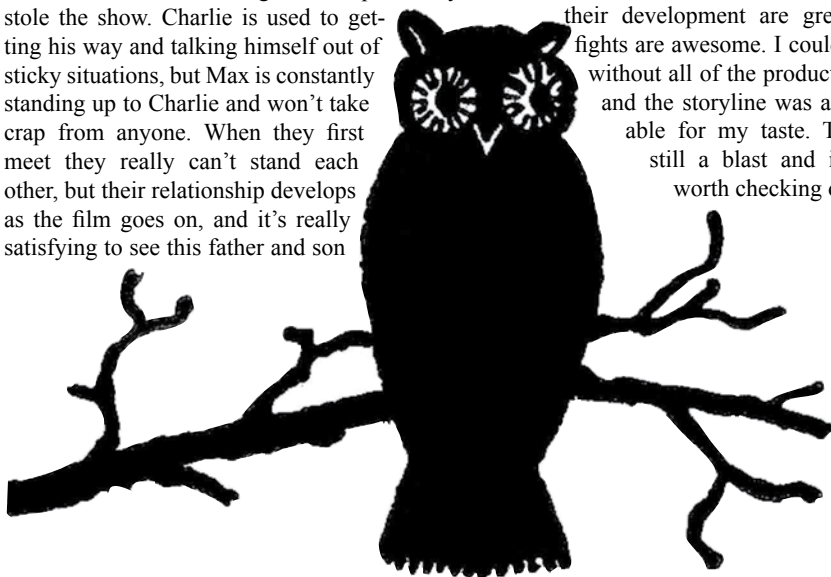 stole the show. Charlie is used to get-
ting his way and talking himself out of
sticky situations, but Max is constantly
standing up to Charlie and won’t take
crap from anyone. When they first
meet they really can’t stand each
other, but their relationship develops
as the film goes on, and it’s really
satisfying to see this father and son
their development are
fights are awesome. I
without all of the
and the storyline was
able for my taste.
still a blast and
worth checking